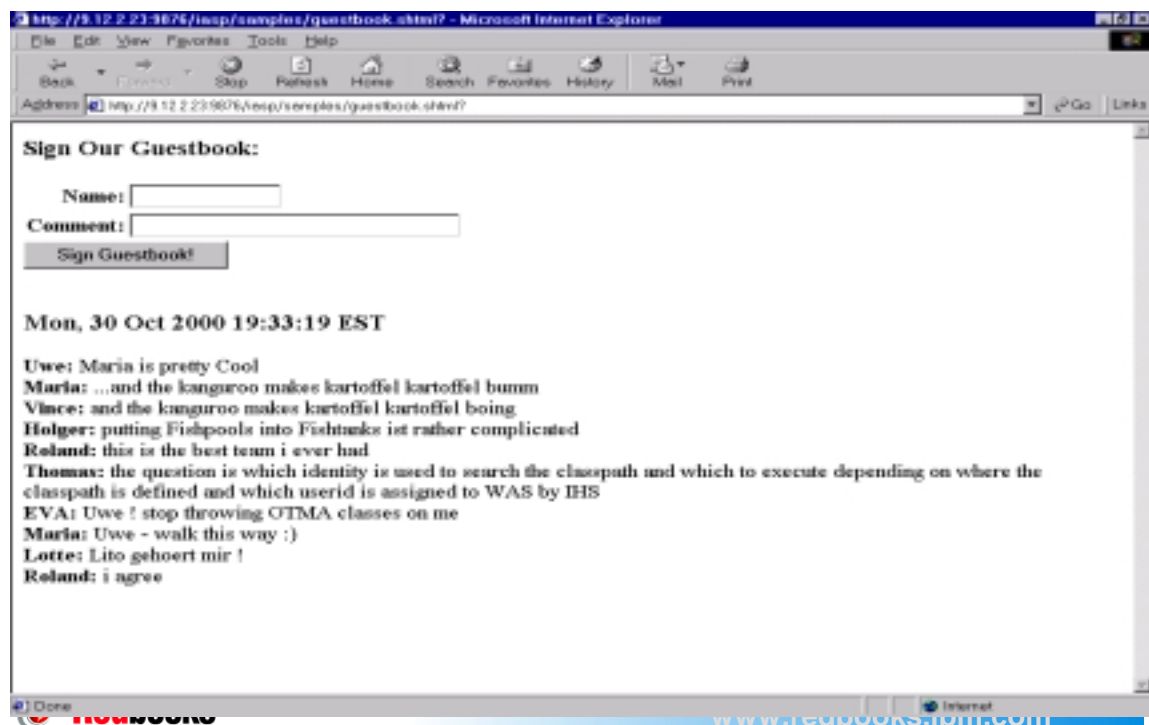 http://9.12.2.23:9876/iasp/samples/guestbook.shtml? - Microsoft Internet Explorer
File Edit View Favorites Tools Help
Back Forward Stop Refresh Home Search Favorites History Mail Print
Address http://9.12.2.23:9876/iasp/samples/guestbook.shtml? Go Links
Sign Our Guestbook:
Name:
Comment:
Sign Guestbook!
Mon, 30 Oct 2000 19:33:19 EST
Uwe: Maria is pretty Cool
Maria: ...and the kanguroo makes kartoffel kartoffel bumm
Vince: and the kanguroo makes kartoffel kartoffel boing
Holger: putting Fishpools into Fishtanks ist rather complicated
Roland: this is the best team i ever had
Thomas: the question is which identity is used to search the classpath and which to execute depending on where the
classpath is defined and which userid is assigned to WAS by IHS
EVA: Uwe ! stop throwing OTMA classes on me
Maria: Uwe - walk this way :)
Lotte: Lito gehoert mir !
Roland: i agree
Done Internet
Redbooks www.redbooks.ibm.com